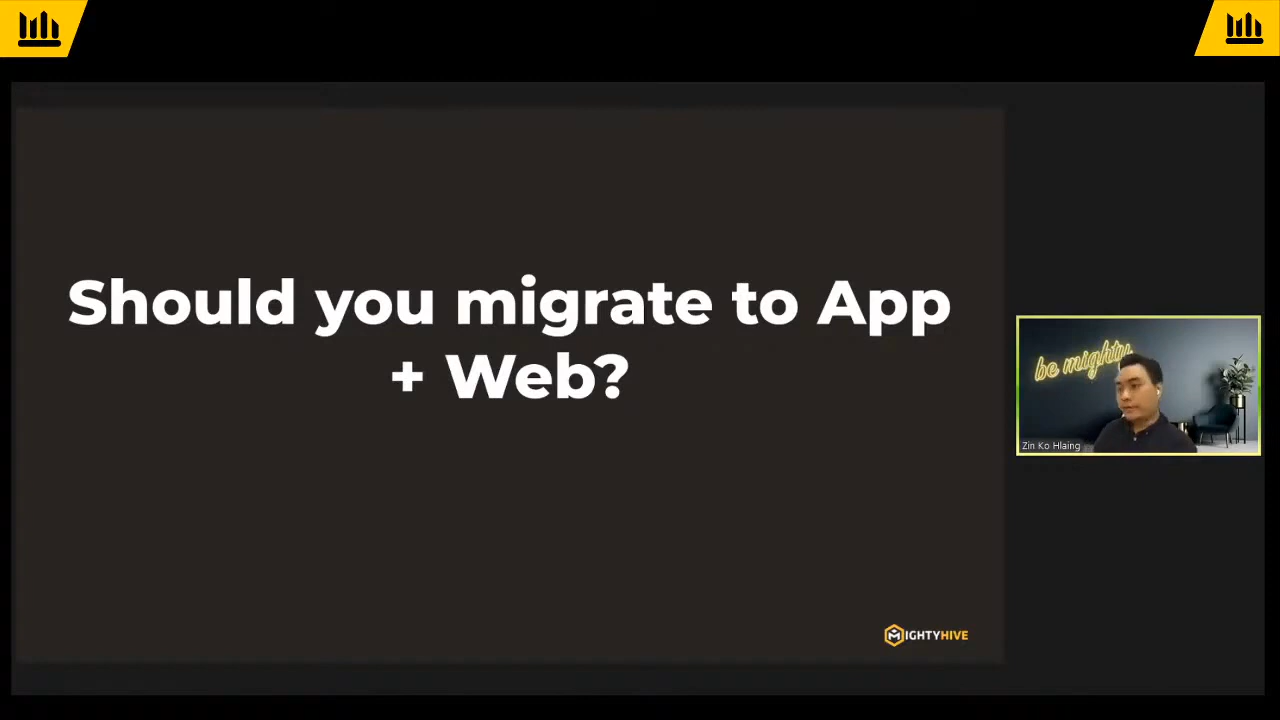 Should you migrate to App
+ Web?
be mighty
Zin Ko Hlaing
MIGHTYHIVE